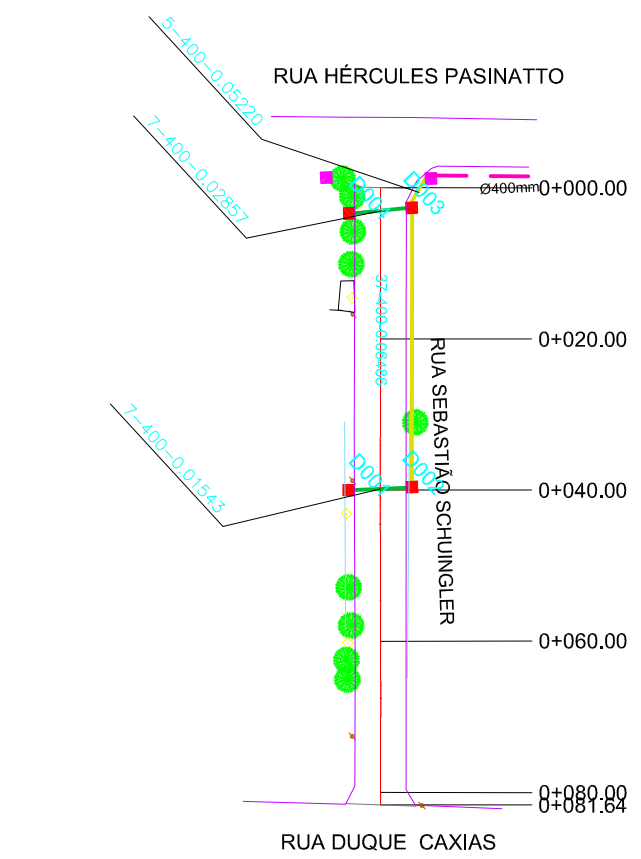 5-400-0.05220
RUA HÉRCULES PASINATTO
7-400-0.02857
D004
D003
Ø400mm
0+000.00
37-400-0.06486
0+020.00
RUA SEBASTIÃO SCHUINGLER
7-400-0.01543
D001
D002
0+040.00
0+060.00
0+080.00
0+081.64
RUA DUQUE CAXIAS